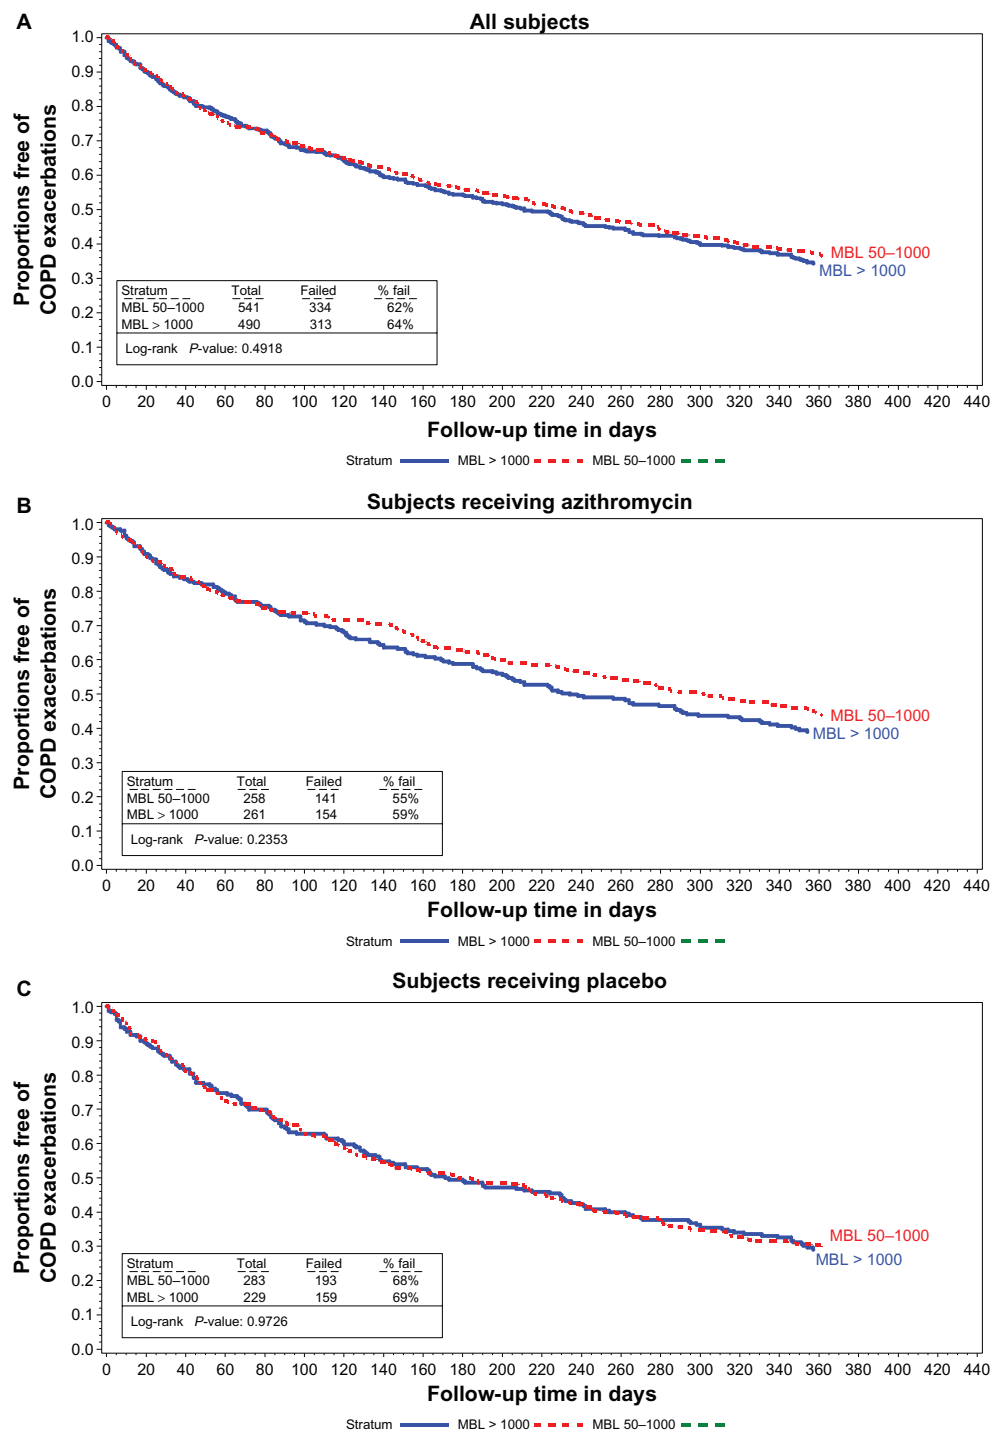 A
All subjects
Proportions free of
COPD exacerbations
1.0
0.9
0.8
0.7
0.6
0.5
0.4
0.3
0.2
0.1
0.0
MBL 50–1000
MBL > 1000
Stratum Total Failed % fail
MBL 50–1000 541 334 62%
MBL > 1000 490 313 64%
Log-rank P-value: 0.4918
0 20 40 60 80 100 120 140 160 180 200 220 240 260 280 300 320 340 360 380 400 420 440
Follow-up time in days
Stratum MBL > 1000 MBL 50–1000
B
Subjects receiving azithromycin
Proportions free of
COPD exacerbations
1.0
0.9
0.8
0.7
0.6
0.5
0.4
0.3
0.2
0.1
0.0
MBL 50–1000
MBL > 1000
Stratum Total Failed % fail
MBL 50–1000 258 141 55%
MBL > 1000 261 154 59%
Log-rank P-value: 0.2353
0 20 40 60 80 100 120 140 160 180 200 220 240 260 280 300 320 340 360 380 400 420 440
Follow-up time in days
Stratum MBL > 1000 MBL 50–1000
C
Subjects receiving placebo
Proportions free of
COPD exacerbations
1.0
0.9
0.8
0.7
0.6
0.5
0.4
0.3
0.2
0.1
0.0
MBL 50–1000
MBL > 1000
Stratum Total Failed % fail
MBL 50–1000 283 193 68%
MBL > 1000 229 159 69%
Log-rank P-value: 0.9726
0 20 40 60 80 100 120 140 160 180 200 220 240 260 280 300 320 340 360 380 400 420 440
Follow-up time in days
Stratum MBL > 1000 MBL 50–1000